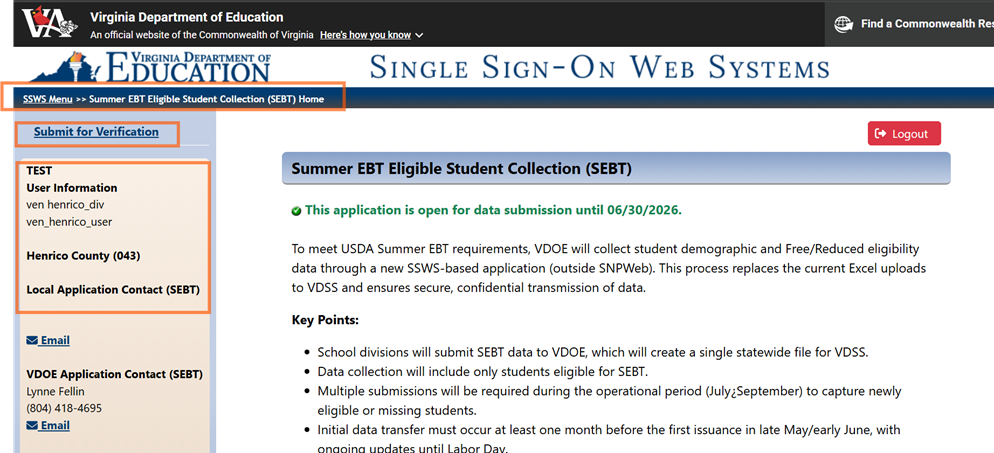 VA
Virginia Department of Education
An official website of the Commonwealth of Virginia Here's how you know
Find a Commonwealth Res
VIRGINIA DEPARTMENT OF
EDUCATION
SINGLE SIGN-ON WEB SYSTEMS
SSWS Menu >> Summer EBT Eligible Student Collection (SEBT) Home
Submit for Verification
TEST
User Information
ven henrico_div
ven_henrico_user
Henrico County (043)
Local Application Contact (SEBT)
Email
VDOE Application Contact (SEBT)
Lynne Fellin
(804) 418-4695
Email
Logout
Summer EBT Eligible Student Collection (SEBT)
This application is open for data submission until 06/30/2026.
To meet USDA Summer EBT requirements, VDOE will collect student demographic and Free/Reduced eligibility
data through a new SSWS-based application (outside SNPWeb). This process replaces the current Excel uploads
to VDSS and ensures secure, confidential transmission of data.
Key Points:
• School divisions will submit SEBT data to VDOE, which will create a single statewide file for VDSS.
• Data collection will include only students eligible for SEBT.
• Multiple submissions will be required during the operational period (July¿September) to capture newly
eligible or missing students.
• Initial data transfer must occur at least one month before the first issuance in late May/early June, with
ongoing updates until Labor Day.